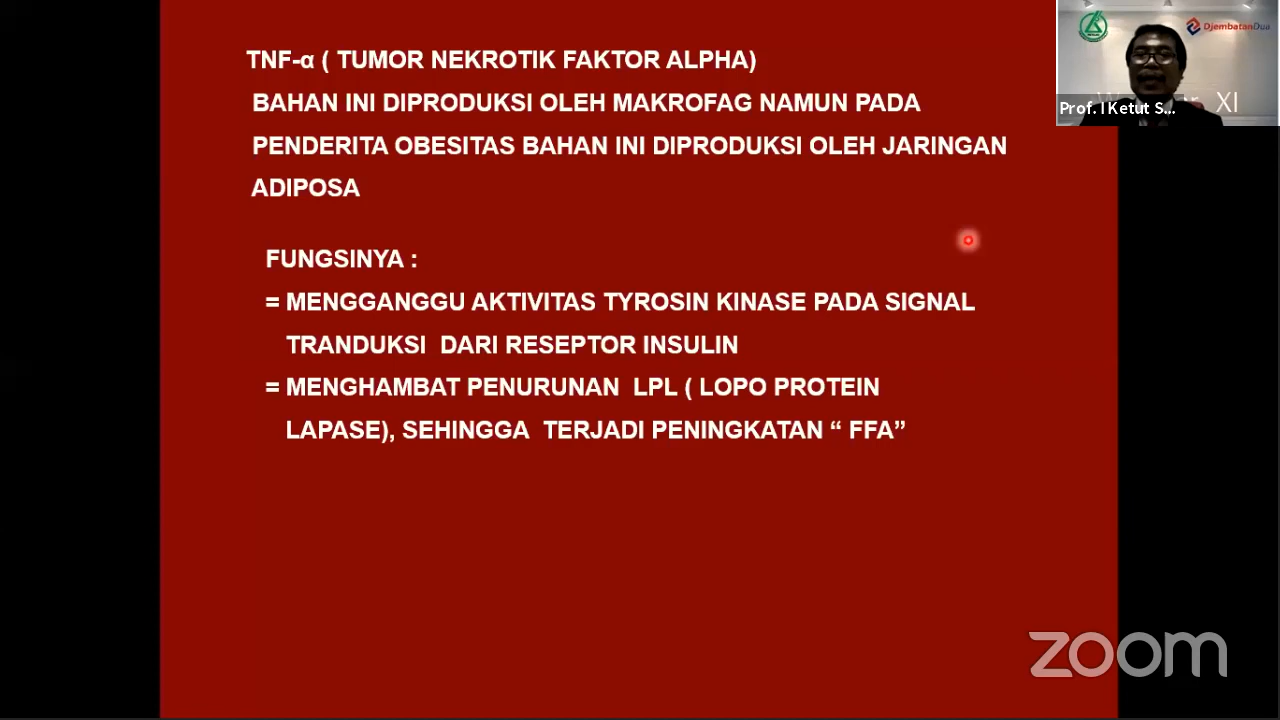 TNF-α ( TUMOR NEKROTIK FAKTOR ALPHA)
BAHAN INI DIPRODUKSI OLEH MAKROFAG NAMUN PADA
PENDERITA OBESITAS BAHAN INI DIPRODUKSI OLEH JARINGAN
ADIPOSA
FUNGSINYA :
= MENGGANGGU AKTIVITAS TYROSIN KINASE PADA SIGNAL
TRANDUKSI DARI RESEPTOR INSULIN
= MENGHAMBAT PENURUNAN LPL ( LOPO PROTEIN
LAPASE), SEHINGGA TERJADI PENINGKATAN “ FFA”
DjembatanDua
XI
Prof. I Ketut S...
zoom